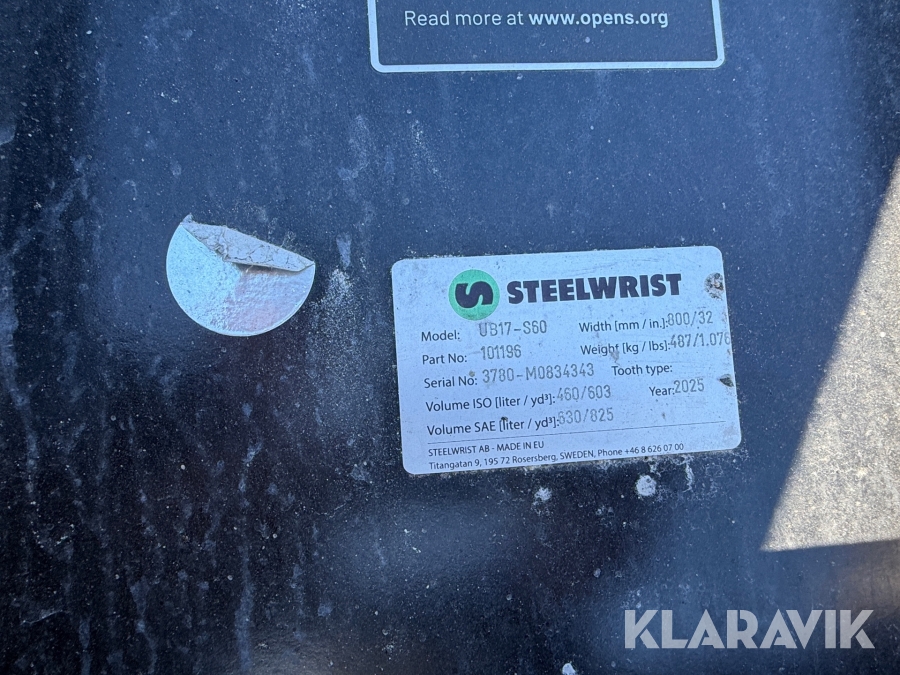 Read more at www.opens.org
STEELWRIST
Model: UB17-S60 Width [mm / in.]:800/32
Part No: 101196 Weight [kg / lbs]:487/1.076
Serial No: 3780-M0834343 Tooth type:
Volume ISO [liter / yd³]:460/603 Year:2025
Volume SAE [liter / yd³]:630/825
STEELWRIST AB - MADE IN EU
Titangatan 9, 195 72 Rosersberg, SWEDEN, Phone +46 8 626 07 00
KLARAVIK